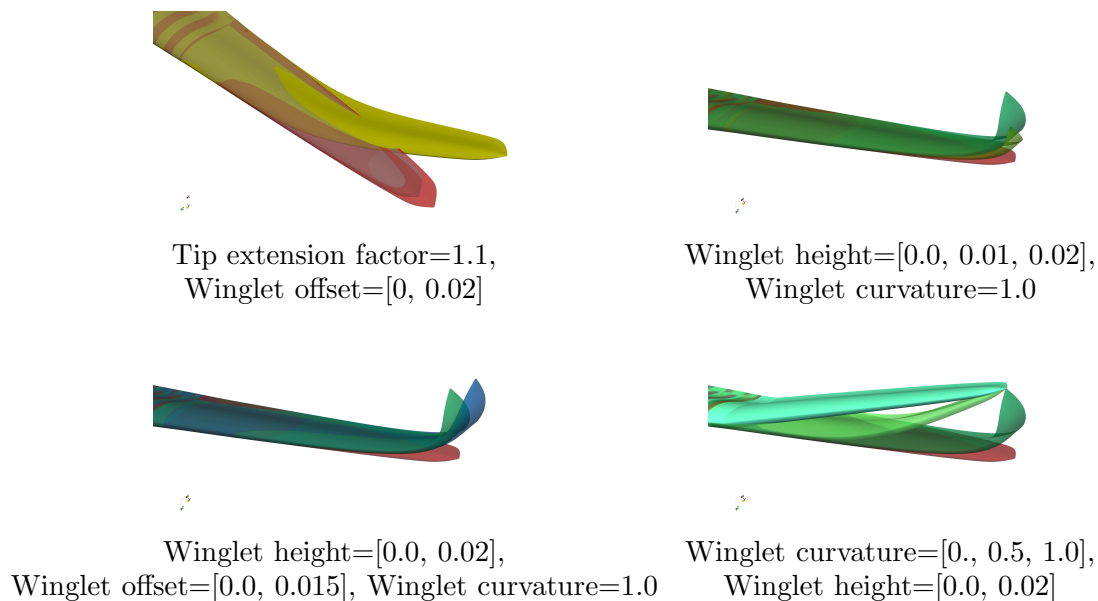 Tip extension factor=1.1,
Winglet offset=[0, 0.02]
Winglet height=[0.0, 0.01, 0.02],
Winglet curvature=1.0
Winglet height=[0.0, 0.02],
Winglet offset=[0.0, 0.015], Winglet curvature=1.0
Winglet curvature=[0., 0.5, 1.0],
Winglet height=[0.0, 0.02]